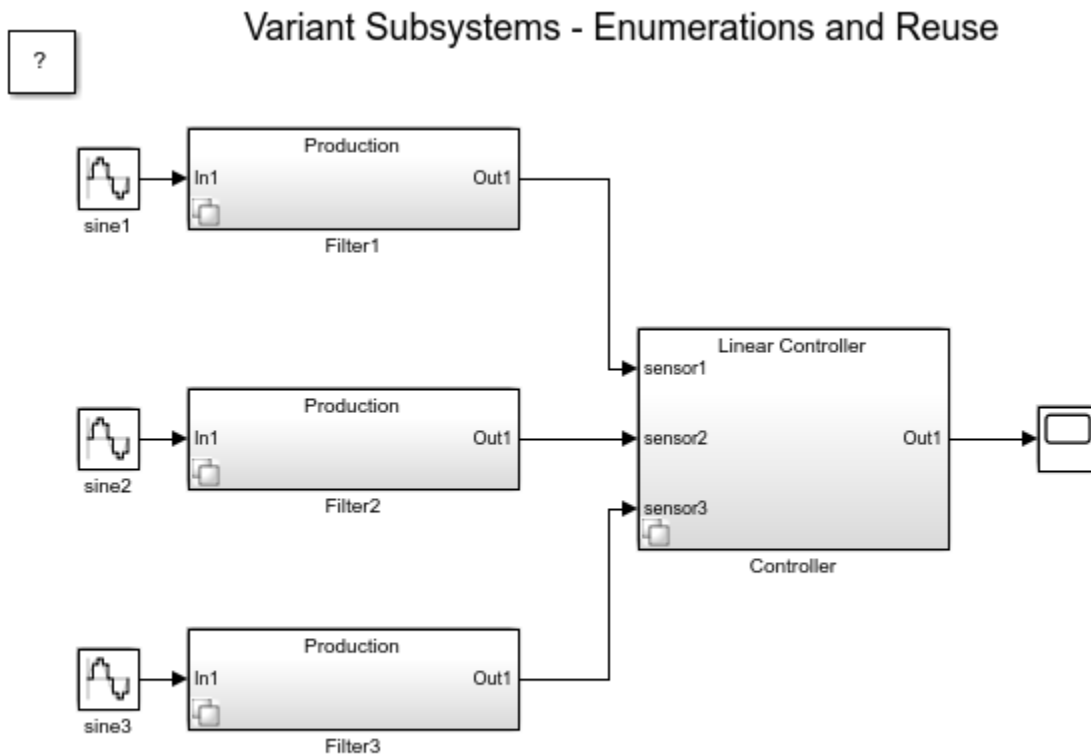 Variant Subsystems - Enumerations and Reuse
?
Production
In1
Out1
sine1
Filter1
Linear Controller
sensor1
Production
In1
Out1
sensor2
Out1
sine2
Filter2
sensor3
Controller
Production
In1
Out1
sine3
Filter3